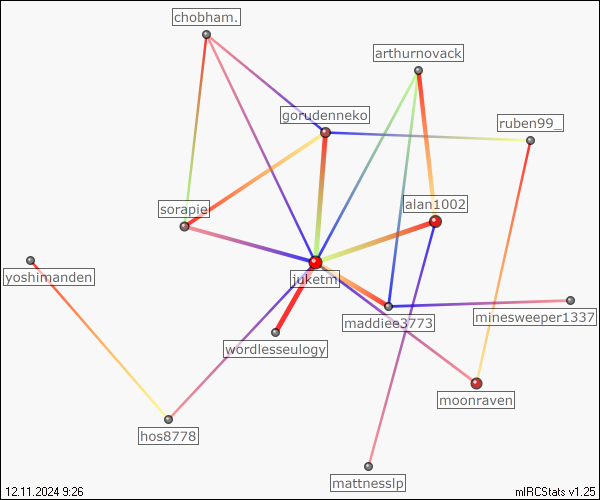 chobham.
arthurnovack
gorudenneko
ruben99_
alan1002
sorapie
yoshimanden
juketm
minesweeper1337
maddiee3773
wordlesseulogy
moonraven
hos8778
mattnesslp
12.11.2024 9:26
mIRCStats v1.25